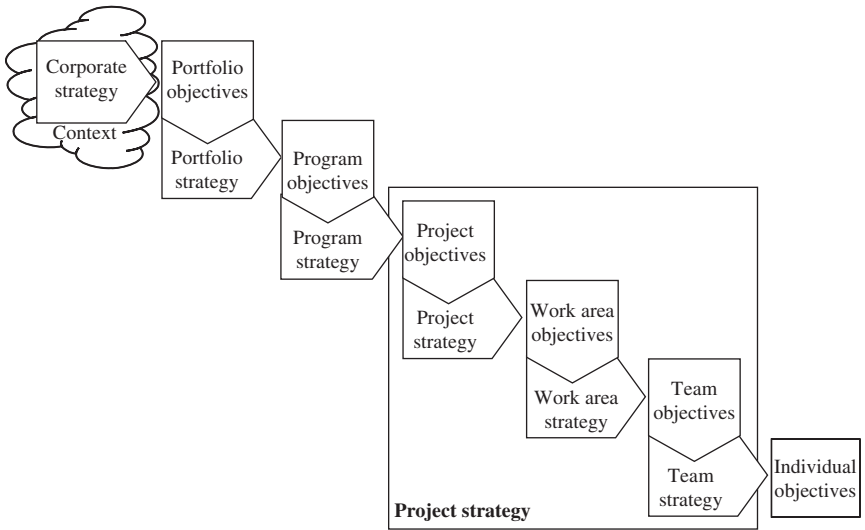 Corporate
strategy
Context
Portfolio
objectives
Portfolio
strategy
Program
objectives
Program
strategy
Project
objectives
Project
strategy
Work area
objectives
Work area
strategy
Team
objectives
Team
strategy
Individual
objectives
Project strategy